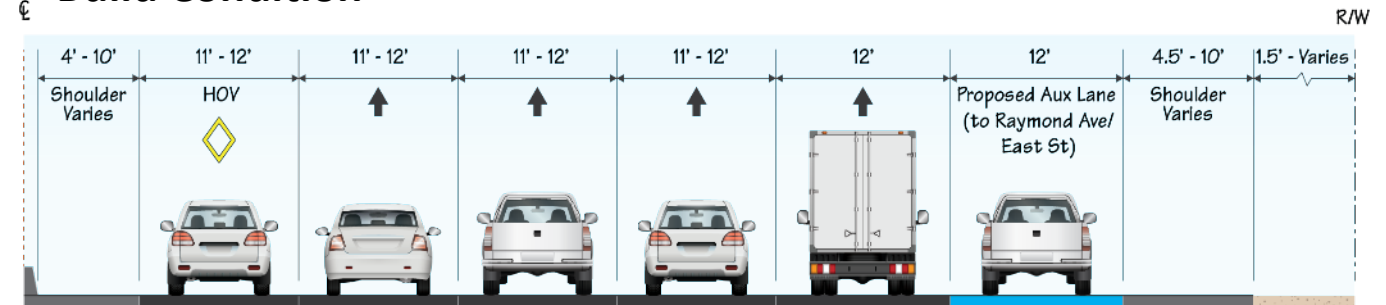 ℄
Build Condition
R/W
4' - 10'
11' - 12'
11' - 12'
11' - 12'
11' - 12'
12'
12'
4.5' - 10'
1.5' - Varies
Shoulder
Varies
HOV
Proposed Aux Lane
(to Raymond Ave/
East St)
Shoulder
Varies